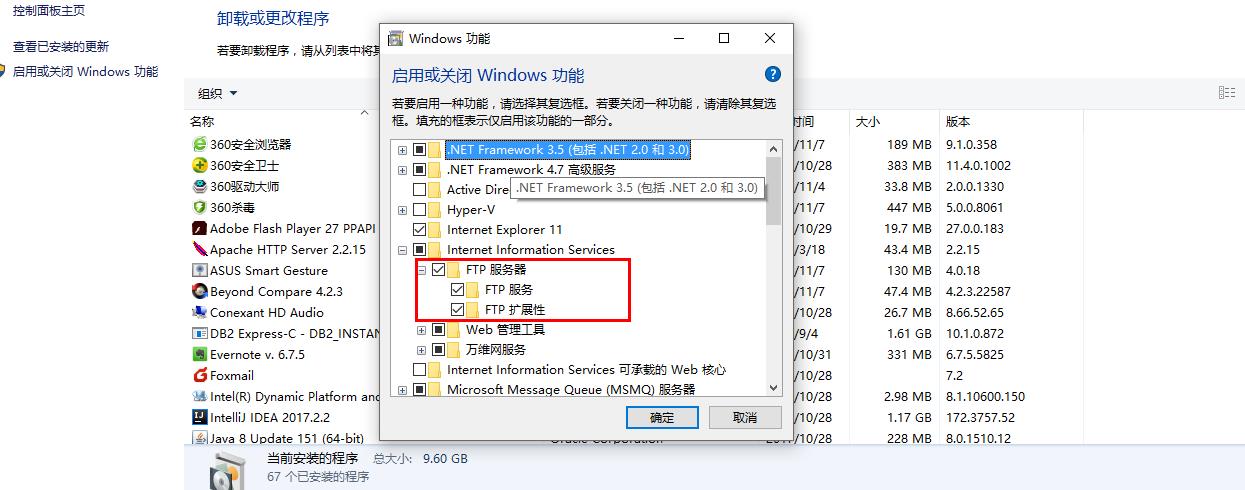 控制面板主页
查看已安装的更新
启用或关闭 Windows 功能
卸载或更改程序
若要卸载程序，请从列表中将其
组织
名称
时间
大小
版本
360安全浏览器
/11/7
189 MB
9.1.0.358
360安全卫士
/10/28
383 MB
11.4.0.1002
360驱动大师
/11/4
33.8 MB
2.0.0.1330
360杀毒
/11/7
447 MB
5.0.0.8061
Adobe Flash Player 27 PPAPI
/10/29
19.7 MB
27.0.0.183
Apache HTTP Server 2.2.15
/3/18
43.4 MB
2.2.15
ASUS Smart Gesture
/11/7
130 MB
4.0.18
Beyond Compare 4.2.3
/11/7
47.4 MB
4.2.3.22587
Conexant HD Audio
/10/28
26.7 MB
8.66.52.65
DB2 Express-C - DB2_INSTAN
/9/4
1.61 GB
10.1.0.872
Evernote v. 6.7.5
/10/31
331 MB
6.7.5.5825
Foxmail
/10/28
7.2
Intel(R) Dynamic Platform and
/10/28
2.98 MB
8.1.10600.150
IntelliJ IDEA 2017.2.2
/10/28
1.17 GB
172.3757.52
Java 8 Update 151 (64-bit)
/10/28
228 MB
8.0.1510.12
当前安装的程序 总大小: 9.60 GB
67 个已安装的程序
Windows 功能
启用或关闭 Windows 功能
若要启用一种功能，请选择其复选框。若要关闭一种功能，请清除其复选
框。填充的框表示仅启用该功能的一部分。
.NET Framework 3.5 (包括 .NET 2.0 和 3.0)
.NET Framework 4.7 高级服务
Active Dire
.NET Framework 3.5 (包括 .NET 2.0 和 3.0)
Hyper-V
Internet Explorer 11
Internet Information Services
FTP 服务器
FTP 服务
FTP 扩展性
Web 管理工具
万维网服务
Internet Information Services 可承载的 Web 核心
Microsoft Message Queue (MSMQ) 服务器
确定
取消